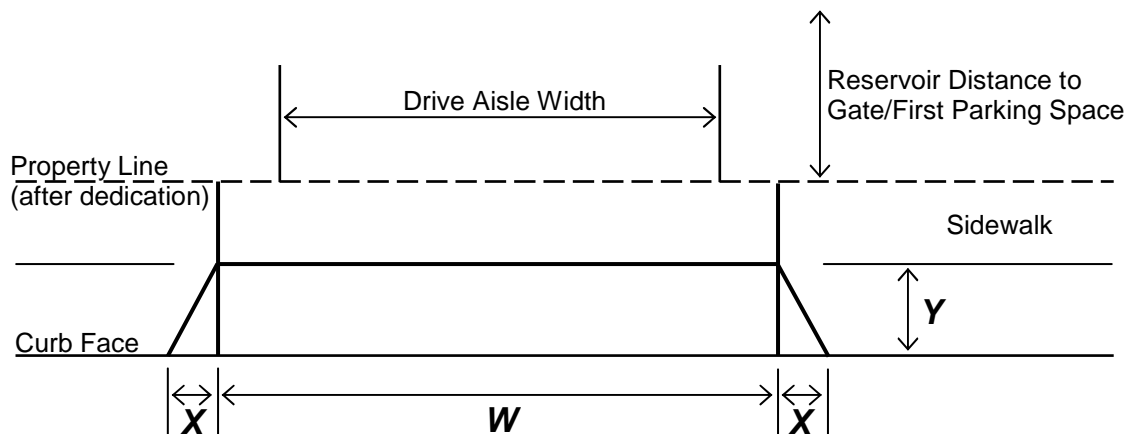 Reservoir Distance to
Gate/First Parking Space
Drive Aisle Width
Property Line
(after dedication)
Sidewalk
Y
Curb Face
X
W
X